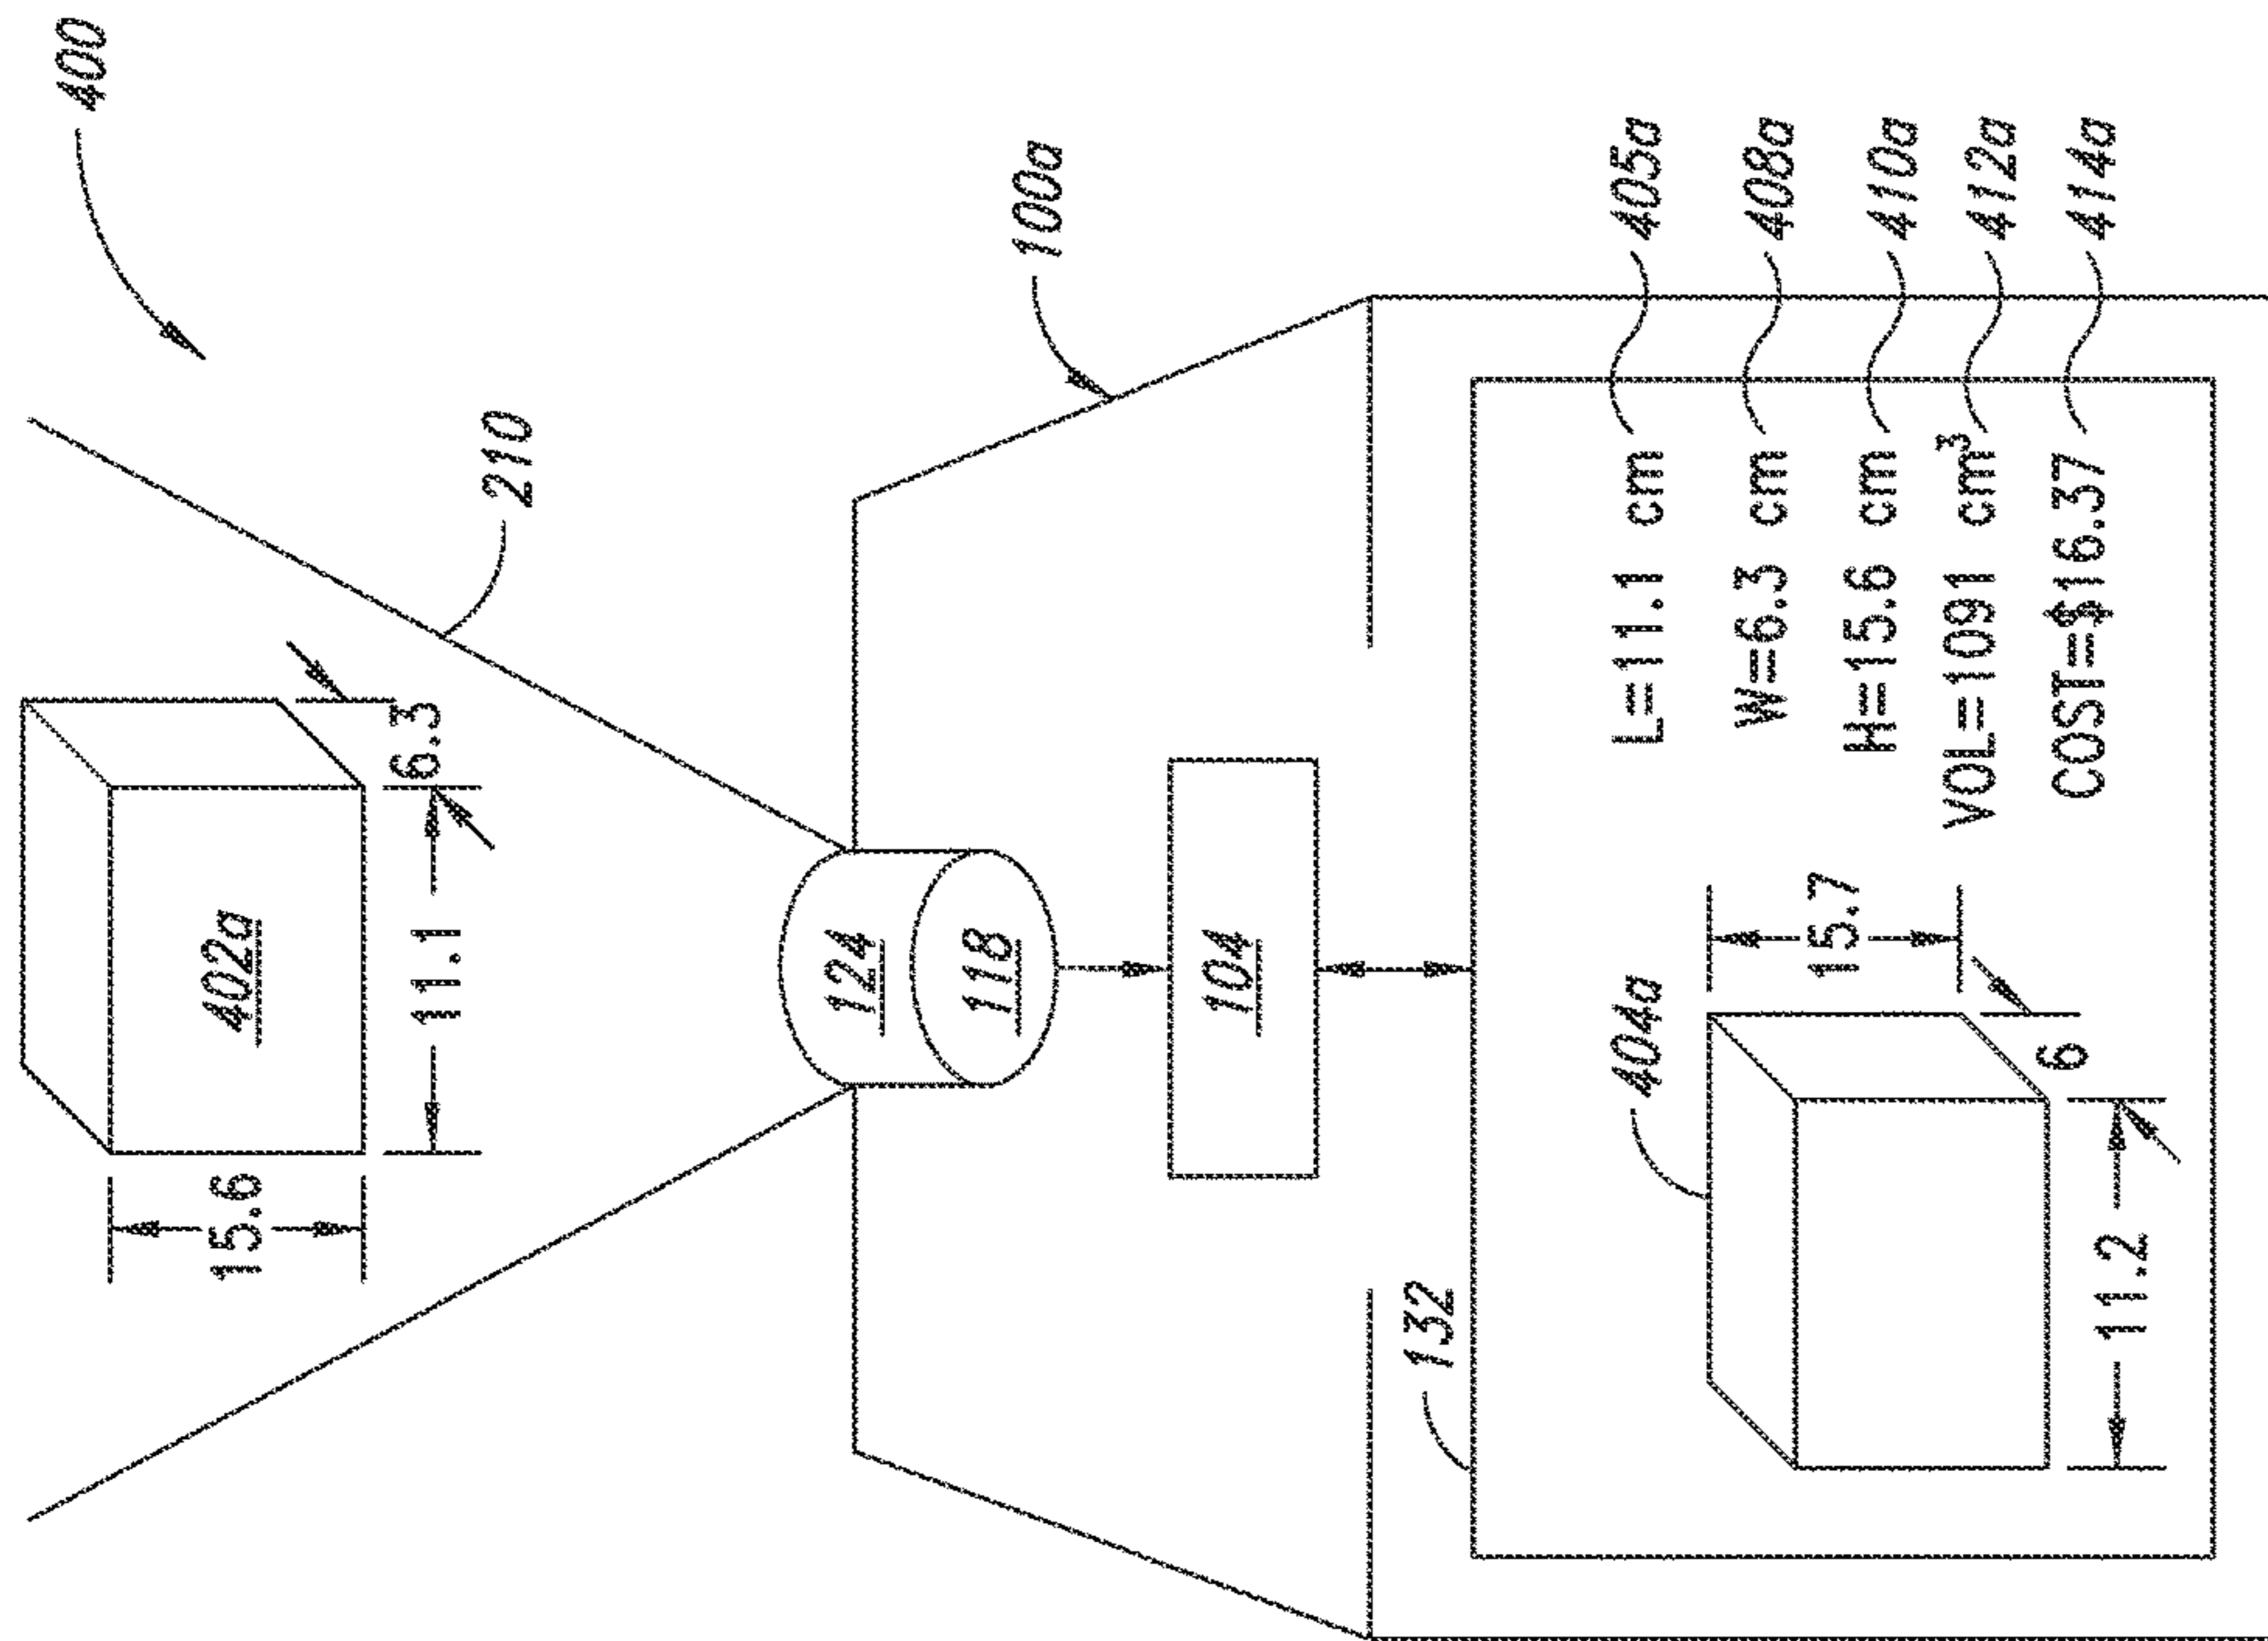 400
402a
15.6
11.1
6.3
210
124
118
100a
104
132
404a
15.7
6
11.2
L=11.1 cm
405a
W=6.3 cm
408a
H=15.6 cm
410a
VOL=1091 cm³
412a
COST=$16.37
414a